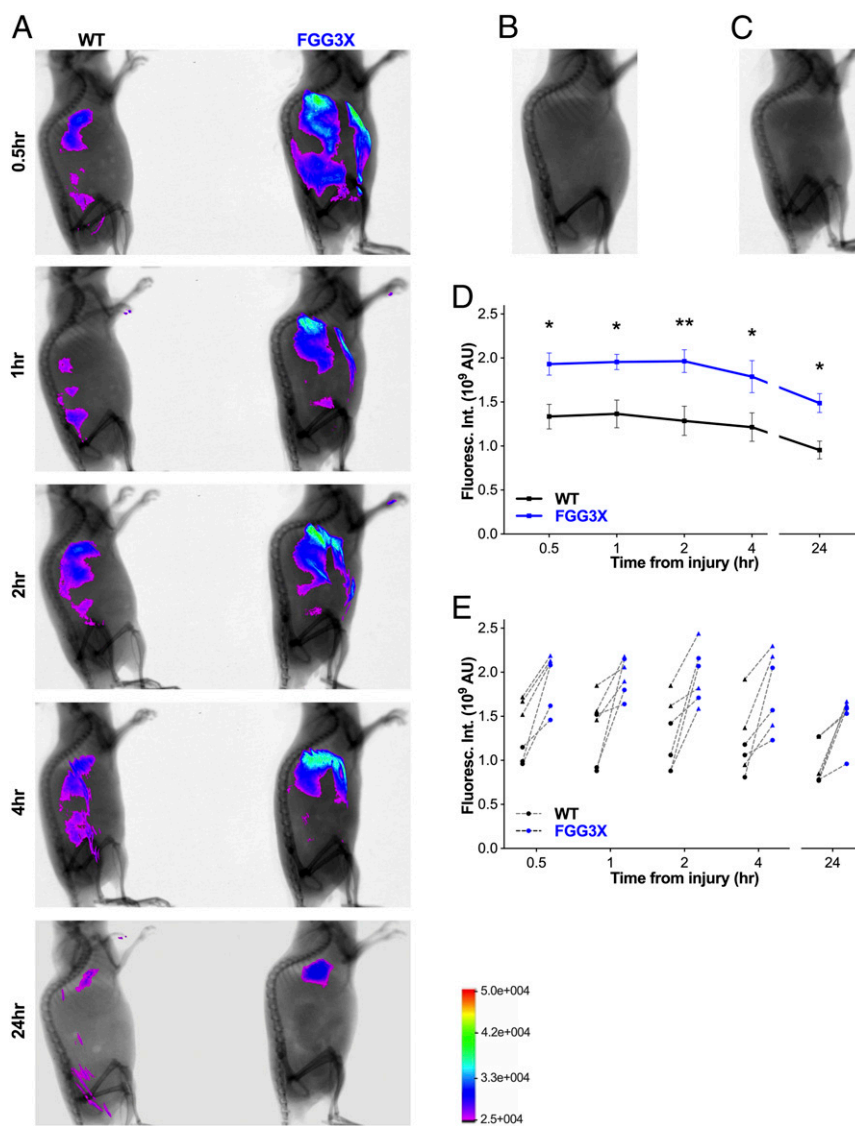 A
WT
FGG3X
B
C
0.5hr
1hr
2hr
4hr
24hr
D
Fluoresc. Int. (10⁹ AU)
2.5
2.0
1.5
1.0
0.5
0.0
*
*
**
*
*
WT
FGG3X
0.5
1
2
4
24
Time from injury (hr)
E
Fluoresc. Int. (10⁹ AU)
2.5
2.0
1.5
1.0
0.5
0.0
WT
FGG3X
0.5
1
2
4
24
Time from injury (hr)
5.0e+004
4.2e+004
3.3e+004
2.5e+004